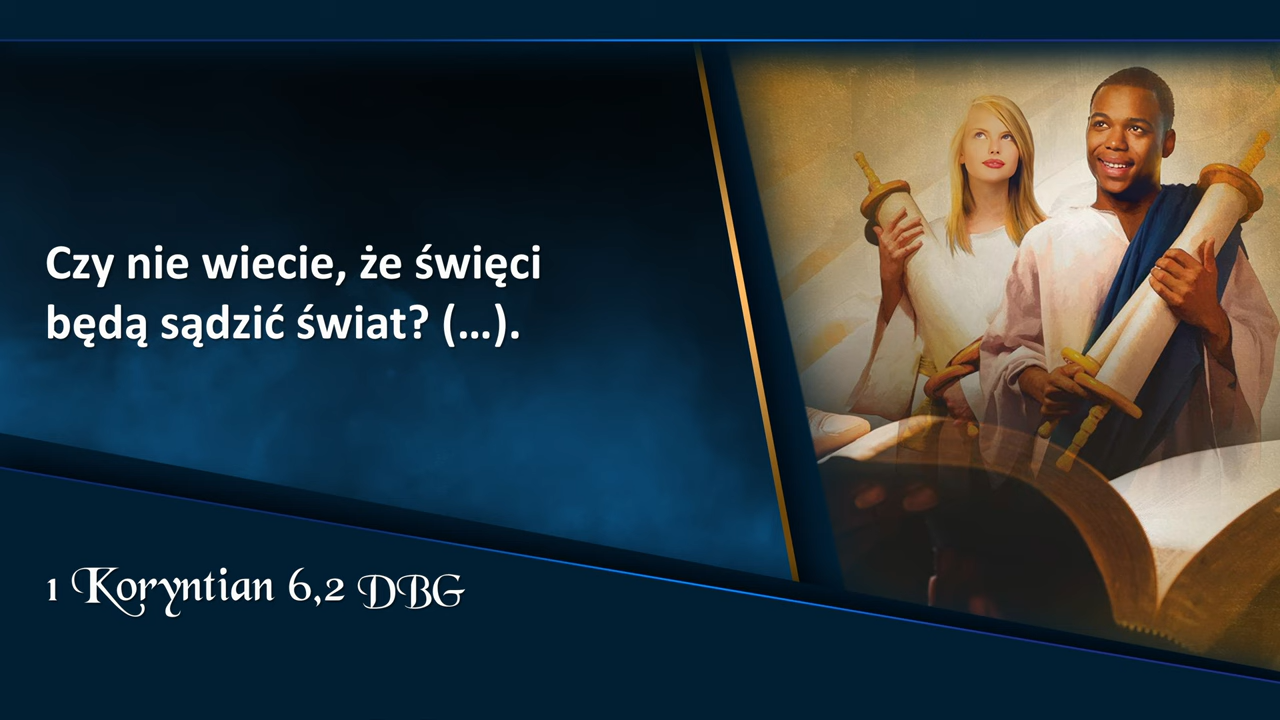 Czy nie wiecie, że święci
będą sądzić świat? (...).
1 Koryntian 6,2 DBG